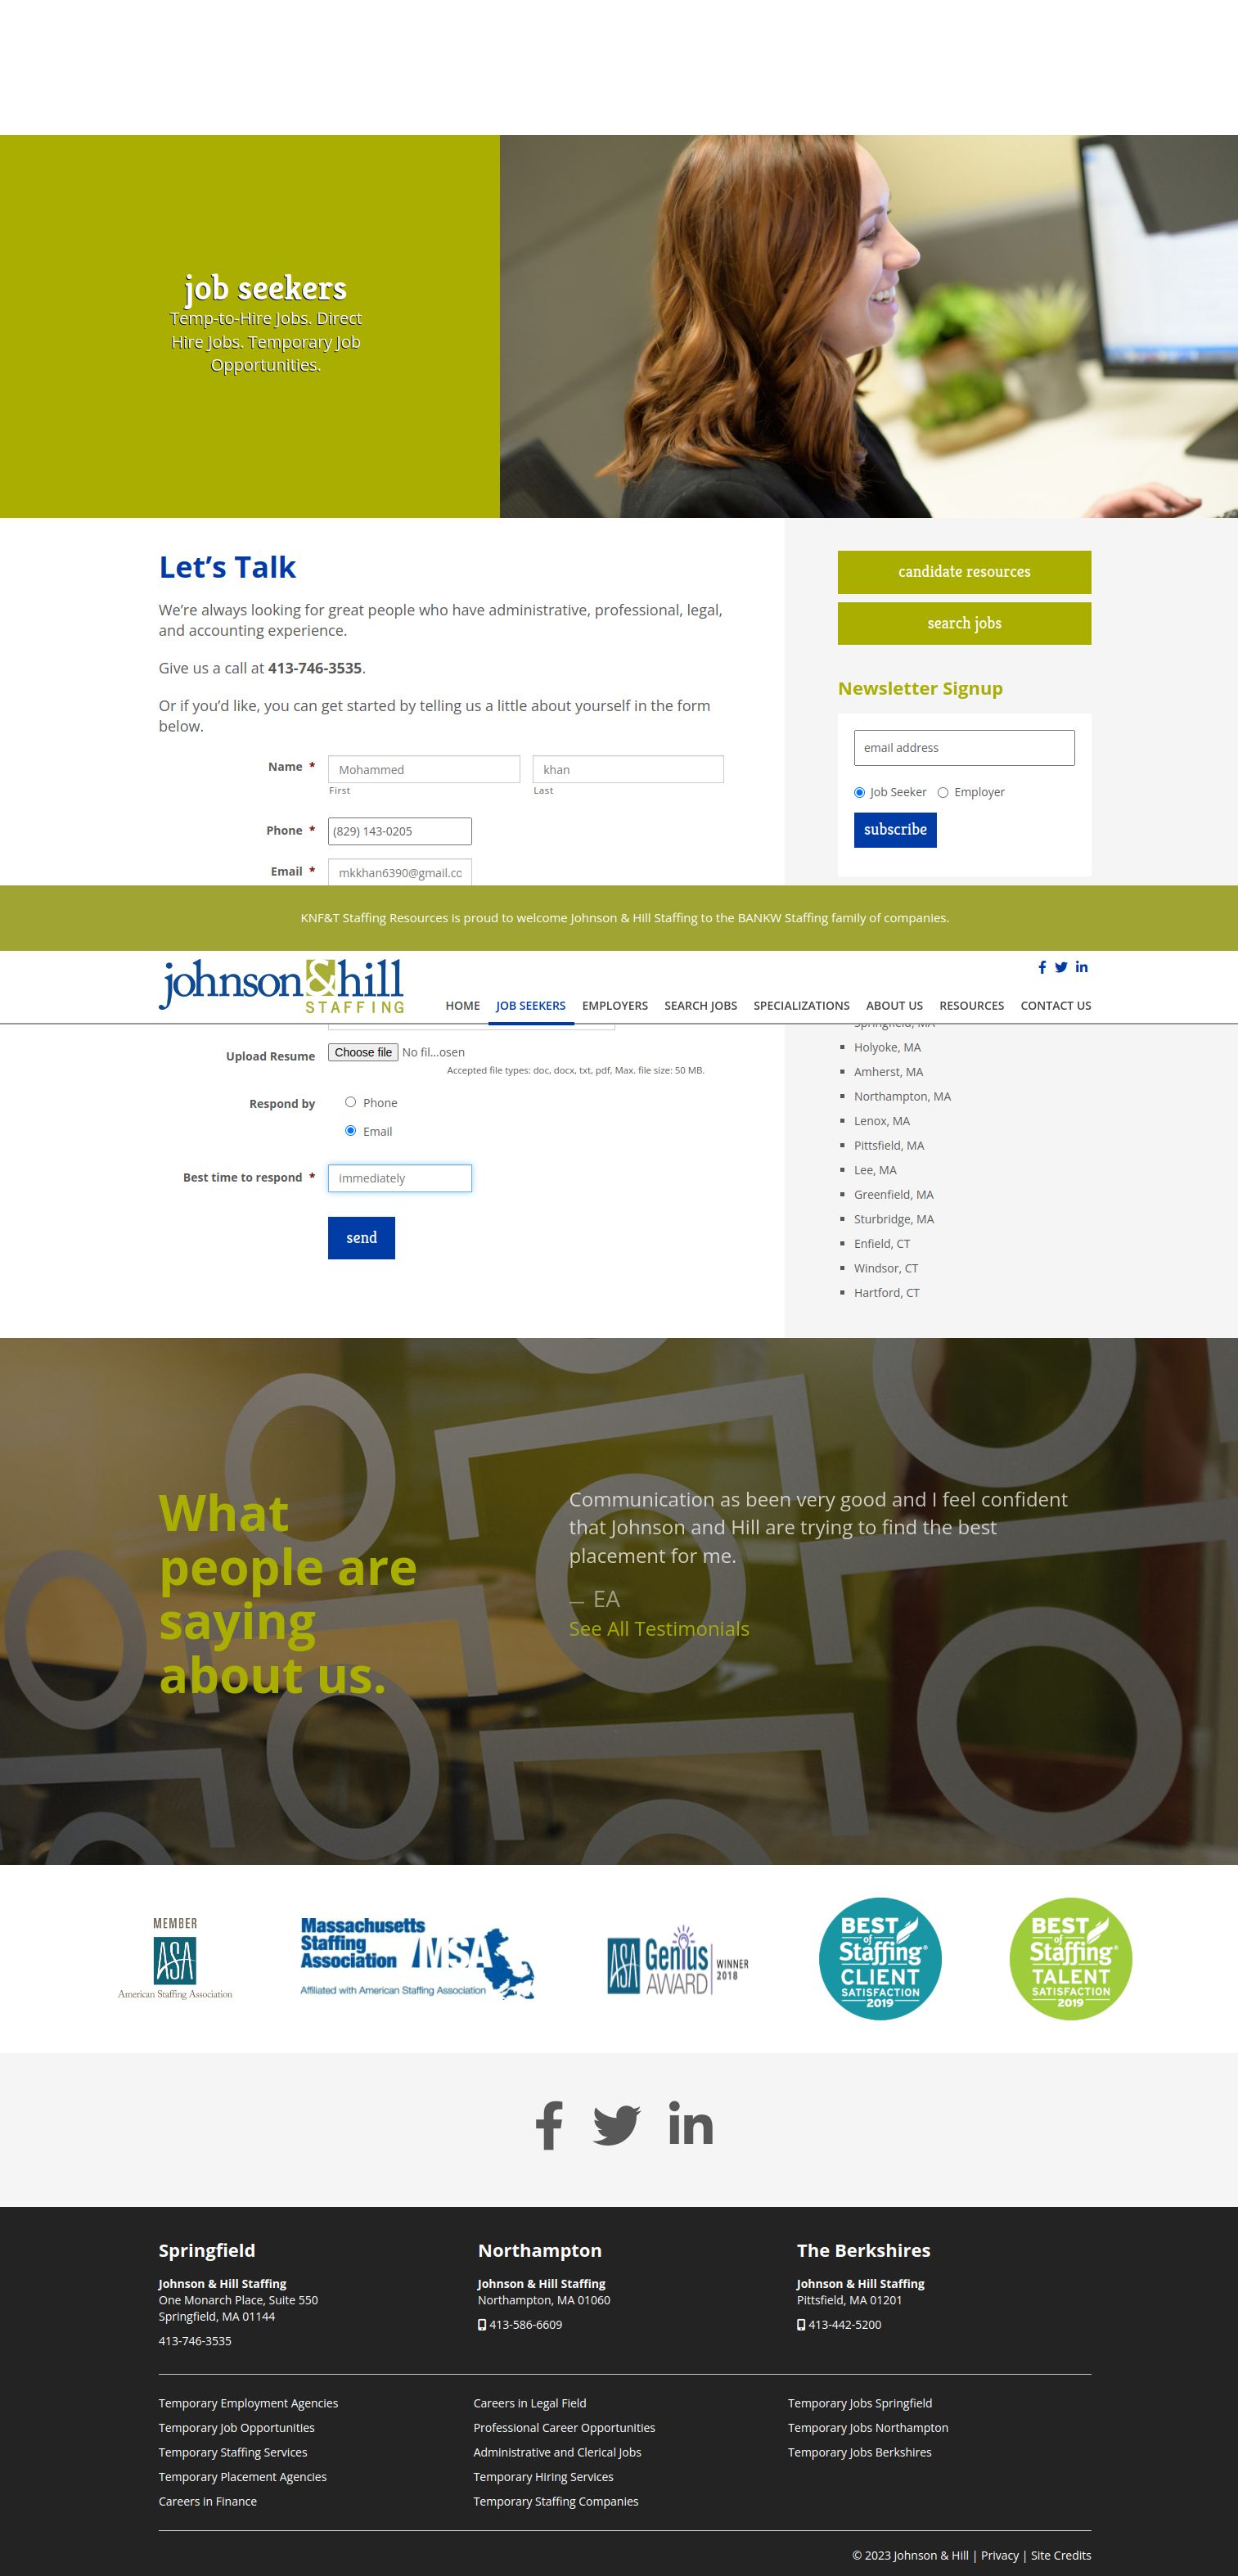 job seekers
Temp-to-Hire Jobs. Direct
Hire Jobs. Temporary Job
Opportunities.
Let’s Talk
We’re always looking for great people who have administrative, professional, legal,
and accounting experience.
Give us a call at 413-746-3535.
Or if you’d like, you can get started by telling us a little about yourself in the form
below.
Name *
Mohammed
khan
First
Last
Phone *
(829) 143-0205
Email *
mkkhan6390@gmail.co
candidate resources
search jobs
Newsletter Signup
email address
Job Seeker
Employer
subscribe
KNF&T Staffing Resources is proud to welcome Johnson & Hill Staffing to the BANKW Staffing family of companies.
johnson&hill
STAFFING
HOME
JOB SEEKERS
EMPLOYERS
SEARCH JOBS
SPECIALIZATIONS
ABOUT US
RESOURCES
CONTACT US
Upload Resume
Choose file No fil...osen
Accepted file types: doc, docx, txt, pdf, Max. file size: 50 MB.
Respond by
Phone
Email
Best time to respond *
Immediately
send
Springfield, MA
Holyoke, MA
Amherst, MA
Northampton, MA
Lenox, MA
Pittsfield, MA
Lee, MA
Greenfield, MA
Sturbridge, MA
Enfield, CT
Windsor, CT
Hartford, CT
What
people are
saying
about us.
Communication as been very good and I feel confident
that Johnson and Hill are trying to find the best
placement for me.
— EA
See All Testimonials
MEMBER
ASA
American Staffing Association
Massachusetts
Staffing
Association
MSA
Affiliated with American Staffing Association
ASA
Genius
AWARD
WINNER
2018
BEST
of
Staffing®
CLIENT
SATISFACTION
2019
BEST
of
Staffing®
TALENT
SATISFACTION
2019
Springfield
Johnson & Hill Staffing
One Monarch Place, Suite 550
Springfield, MA 01144
413-746-3535
Northampton
Johnson & Hill Staffing
Northampton, MA 01060
413-586-6609
The Berkshires
Johnson & Hill Staffing
Pittsfield, MA 01201
413-442-5200
Temporary Employment Agencies
Temporary Job Opportunities
Temporary Staffing Services
Temporary Placement Agencies
Careers in Finance
Careers in Legal Field
Professional Career Opportunities
Administrative and Clerical Jobs
Temporary Hiring Services
Temporary Staffing Companies
Temporary Jobs Springfield
Temporary Jobs Northampton
Temporary Jobs Berkshires
© 2023 Johnson & Hill | Privacy | Site Credits